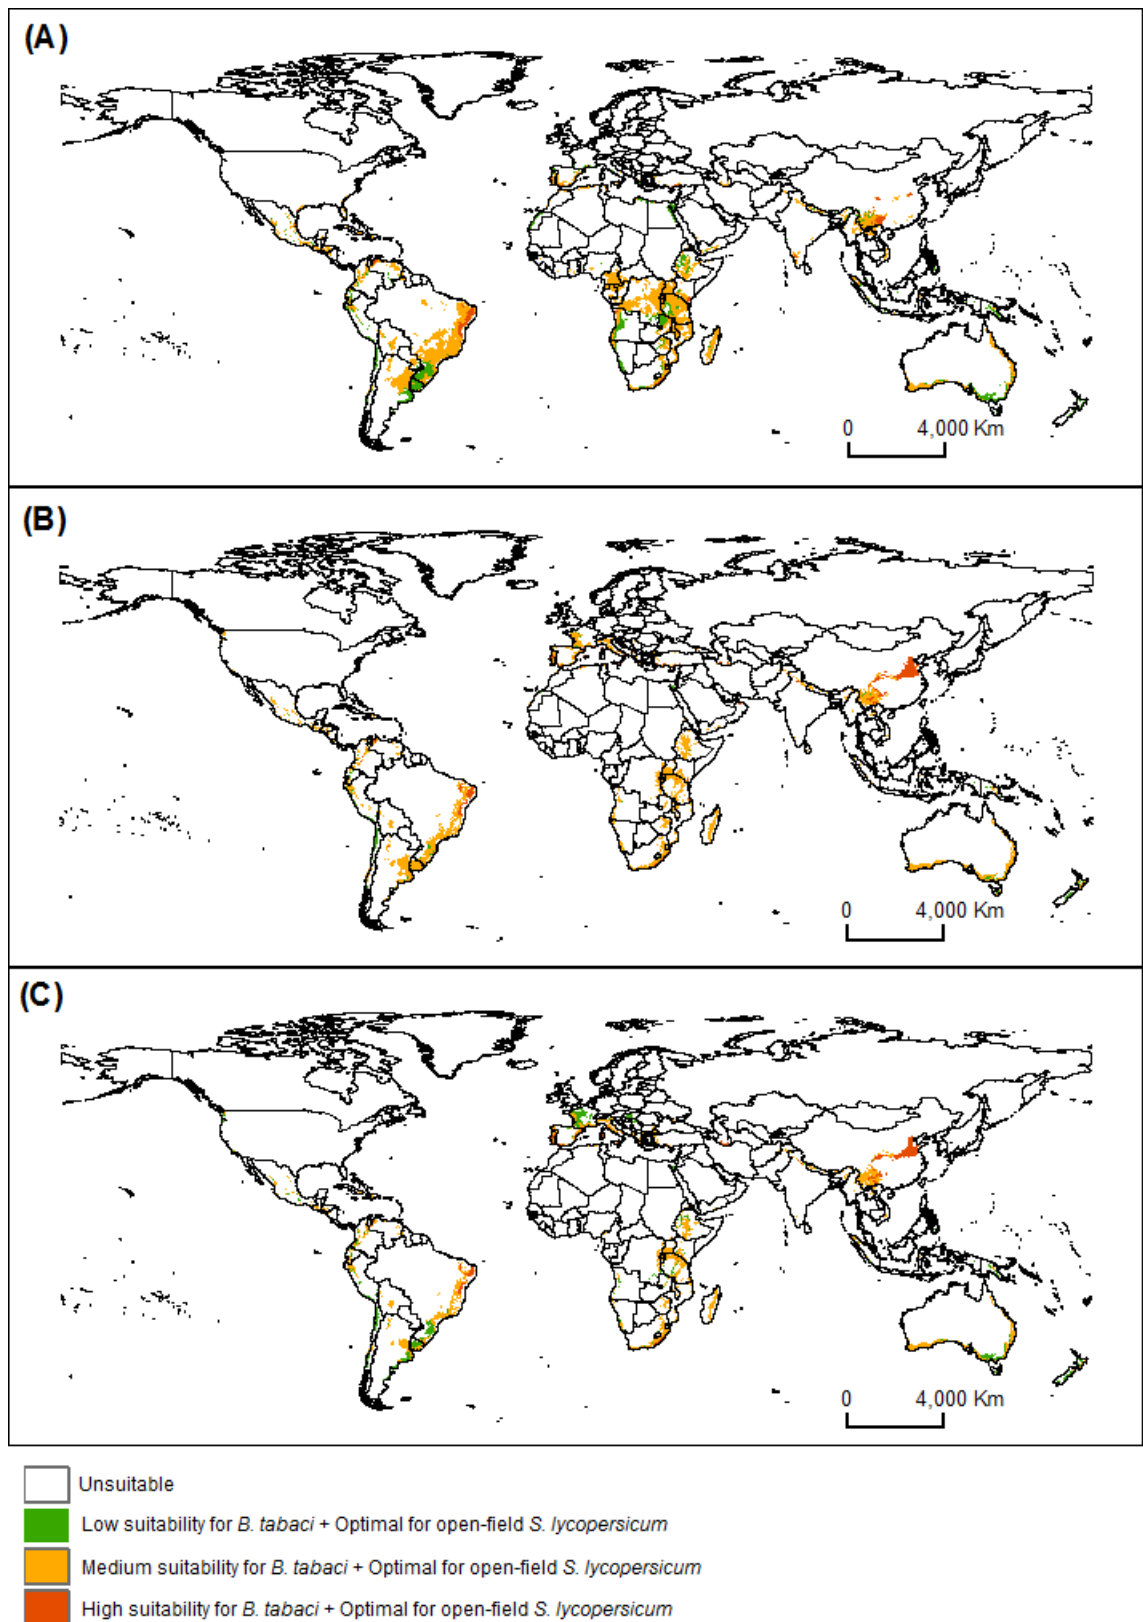 (A)
0 4,000 Km
(B)
0 4,000 Km
(C)
0 4,000 Km
Unsuitable
Low suitability for B. tabaci + Optimal for open-field S. lycopersicum
Medium suitability for B. tabaci + Optimal for open-field S. lycopersicum
High suitability for B. tabaci + Optimal for open-field S. lycopersicum